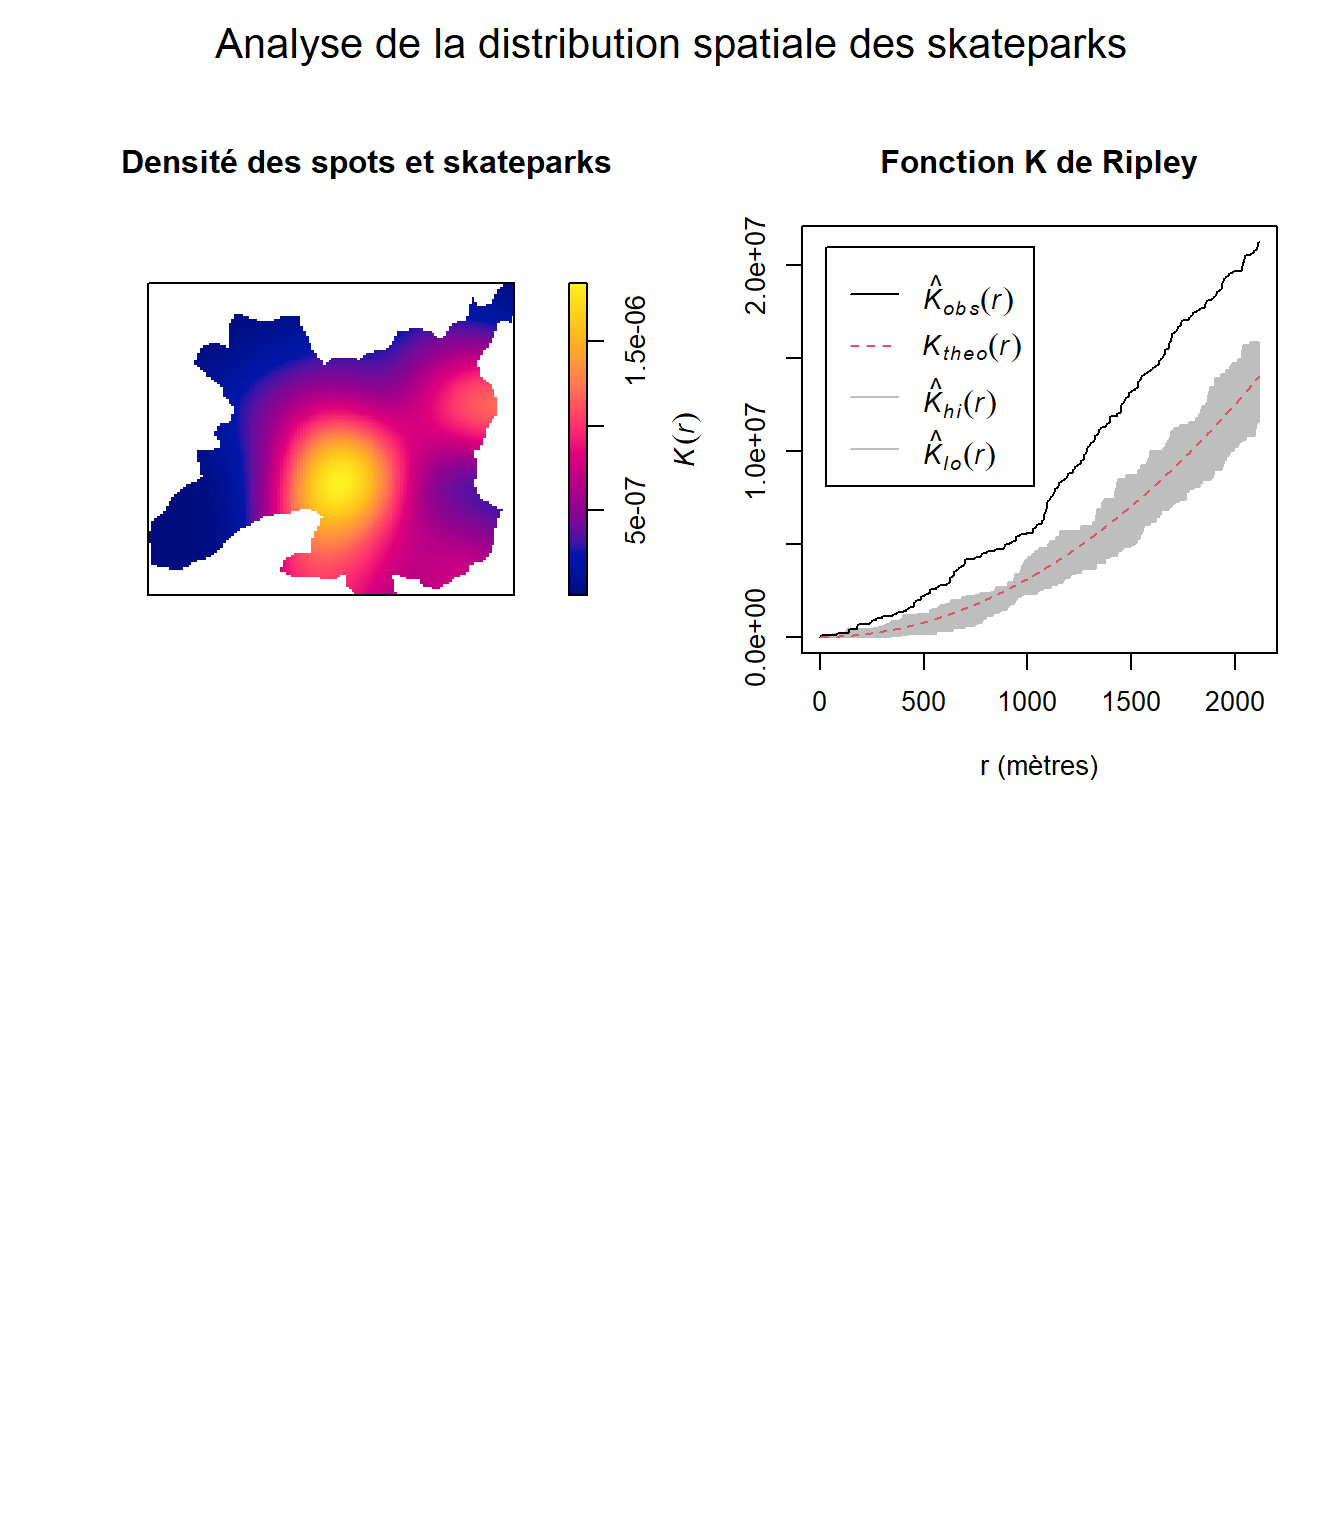 Analyse de la distribution spatiale des skateparks
Densité des spots et skateparks
1.5e-06
5e-07
Fonction K de Ripley
K(r)
2.0e+07
1.0e+07
0.0e+00
K̂obs(r)
Ktheo(r)
K̂hi(r)
K̂lo(r)
0 500 1000 1500 2000
r (mètres)